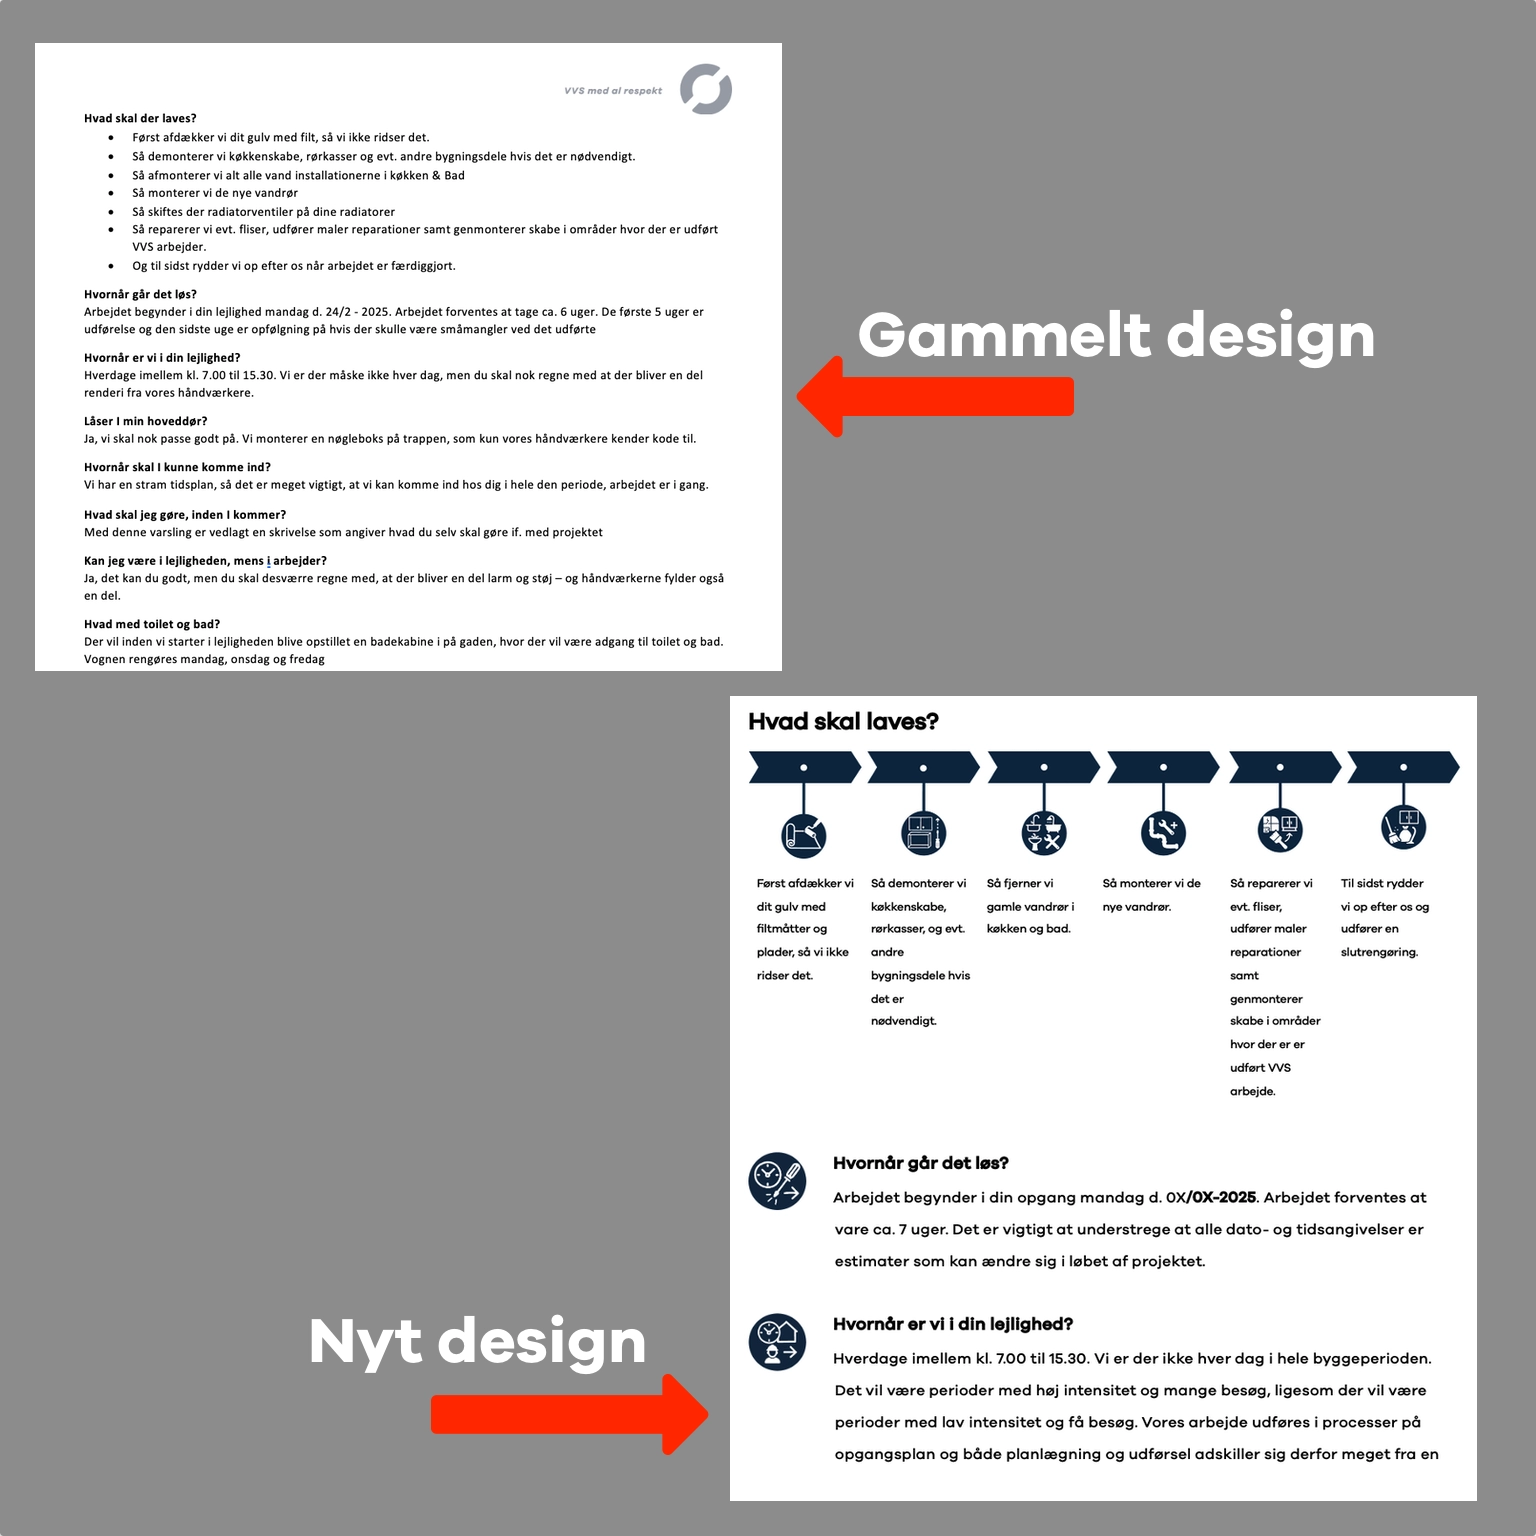 VVS med al respekt
Hvad skal der laves?
• Først afdækker vi dit gulv med filt, så vi ikke ridser det.
• Så demonterer vi køkkenskabe, rørkasser og evt. andre bygningsdele hvis det er nødvendigt.
• Så afmonterer vi alt alle vand installationerne i køkken & Bad
• Så monterer vi de nye vandrør
• Så skiftes der radiatorventiler på dine radiatorer
• Så reparerer vi evt. fliser, udfører maler reparationer samt genmonterer skabe i områder hvor der er udført
VVS arbejder.
• Og til sidst rydder vi op efter os når arbejdet er færdiggjort.
Hvornår går det løs?
Arbejdet begynder i din lejlighed mandag d. 24/2 - 2025. Arbejdet forventes at tage ca. 6 uger. De første 5 uger er
udførelse og den sidste uge er opfølgning på hvis der skulle være småmangler ved det udførte
Hvornår er vi i din lejlighed?
Hverdage imellem kl. 7.00 til 15.30. Vi er der måske ikke hver dag, men du skal nok regne med at der bliver en del
renderi fra vores håndværkere.
Låser I min hoveddør?
Ja, vi skal nok passe godt på. Vi monterer en nøgleboks på trappen, som kun vores håndværkere kender kode til.
Hvornår skal I kunne komme ind?
Vi har en stram tidsplan, så det er meget vigtigt, at vi kan komme ind hos dig i hele den periode, arbejdet er i gang.
Hvad skal jeg gøre, inden I kommer?
Med denne varsling er vedlagt en skrivelse som angiver hvad du selv skal gøre if. med projektet
Kan jeg være i lejligheden, mens i arbejder?
Ja, det kan du godt, men du skal desværre regne med, at der bliver en del larm og støj – og håndværkerne fylder også
en del.
Hvad med toilet og bad?
Der vil inden vi starter i lejligheden blive opstillet en badekabine i på gaden, hvor der vil være adgang til toilet og bad.
Vognen rengøres mandag, onsdag og fredag
Gammelt design
Hvad skal laves?
Først afdækker vi
dit gulv med
filtmåtter og
plader, så vi ikke
ridser det.
Så demonterer vi
køkkenskabe,
rørkasser, og evt.
andre
bygningsdele hvis
det er
nødvendigt.
Så fjerner vi
gamle vandrør i
køkken og bad.
Så monterer vi de
nye vandrør.
Så reparerer vi
evt. fliser,
udfører maler
reparationer
samt
genmonterer
skabe i områder
hvor der er er
udført VVS
arbejde.
Til sidst rydder
vi op efter os og
udfører en
slutrengøring.
Hvornår går det løs?
Arbejdet begynder i din opgang mandag d. 0X/0X-2025. Arbejdet forventes at
vare ca. 7 uger. Det er vigtigt at understrege at alle dato- og tidsangivelser er
estimater som kan ændre sig i løbet af projektet.
Hvornår er vi i din lejlighed?
Hverdage imellem kl. 7.00 til 15.30. Vi er der ikke hver dag i hele byggeperioden.
Det vil være perioder med høj intensitet og mange besøg, ligesom der vil være
perioder med lav intensitet og få besøg. Vores arbejde udføres i processer på
opgangsplan og både planlægning og udførsel adskiller sig derfor meget fra en
Nyt design